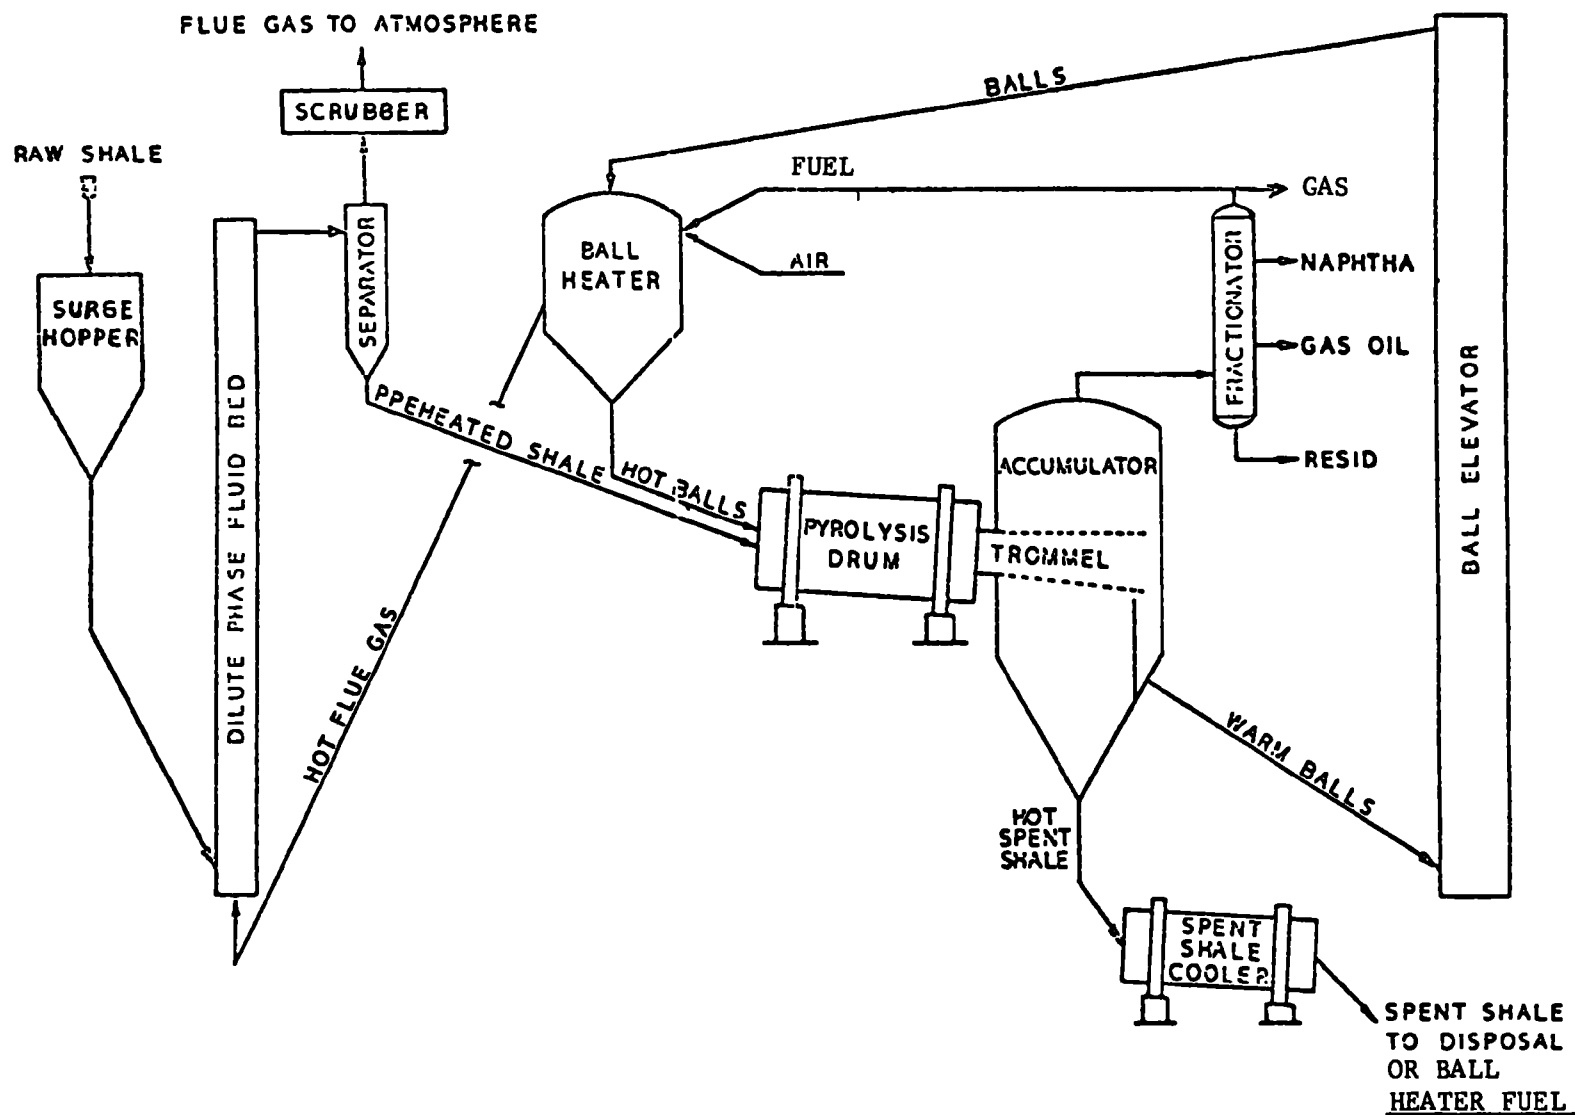 FLUE GAS TO ATMOSPHERE
SCRUBBER
RAW SHALE
SURGE
HOPPER
DILUTE PHASE FLUID BED
SEPARATOR
BALLS
FUEL
AIR
BALL
HEATER
GAS
NAPHTHA
GAS OIL
RESID
FRACTIONATOR
BALL ELEVATOR
PPEHEATED SHALE
HOT BALLS
HOT FLUE GAS
PYROLYSIS
DRUM
ACCUMULATOR
TROMMEL
WARM BALLS
HOT
SPENT
SHALE
SPENT
SHALE
COOLER
SPENT SHALE
TO DISPOSAL
OR BALL
HEATER FUEL